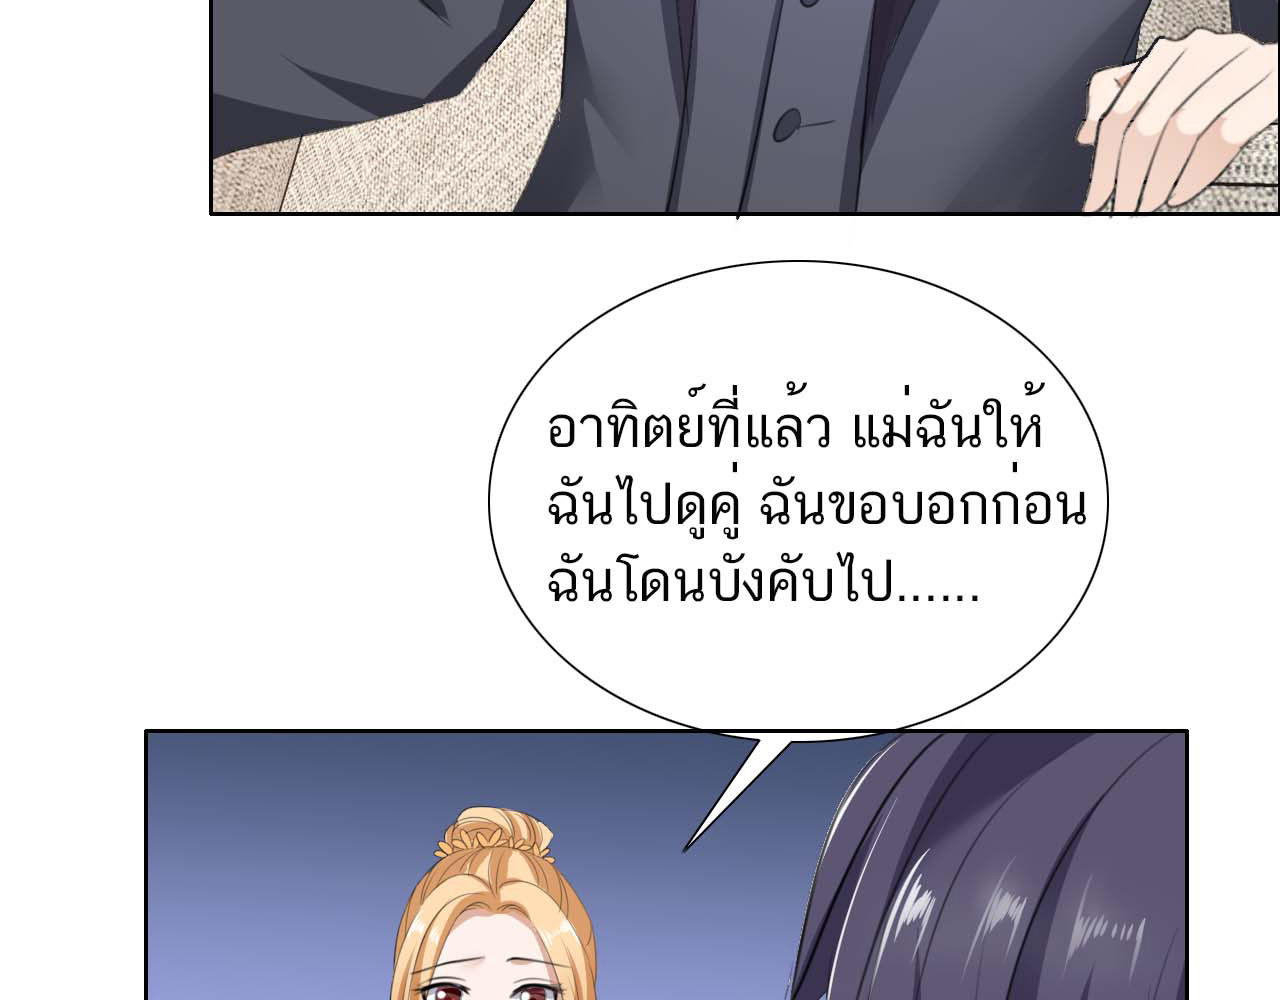 อาทิตย์ที่แล้ว แม่ฉันให้
ฉันไปดูคู่ ฉันขอบอกก่อน
ฉันโดนบังคับไป......